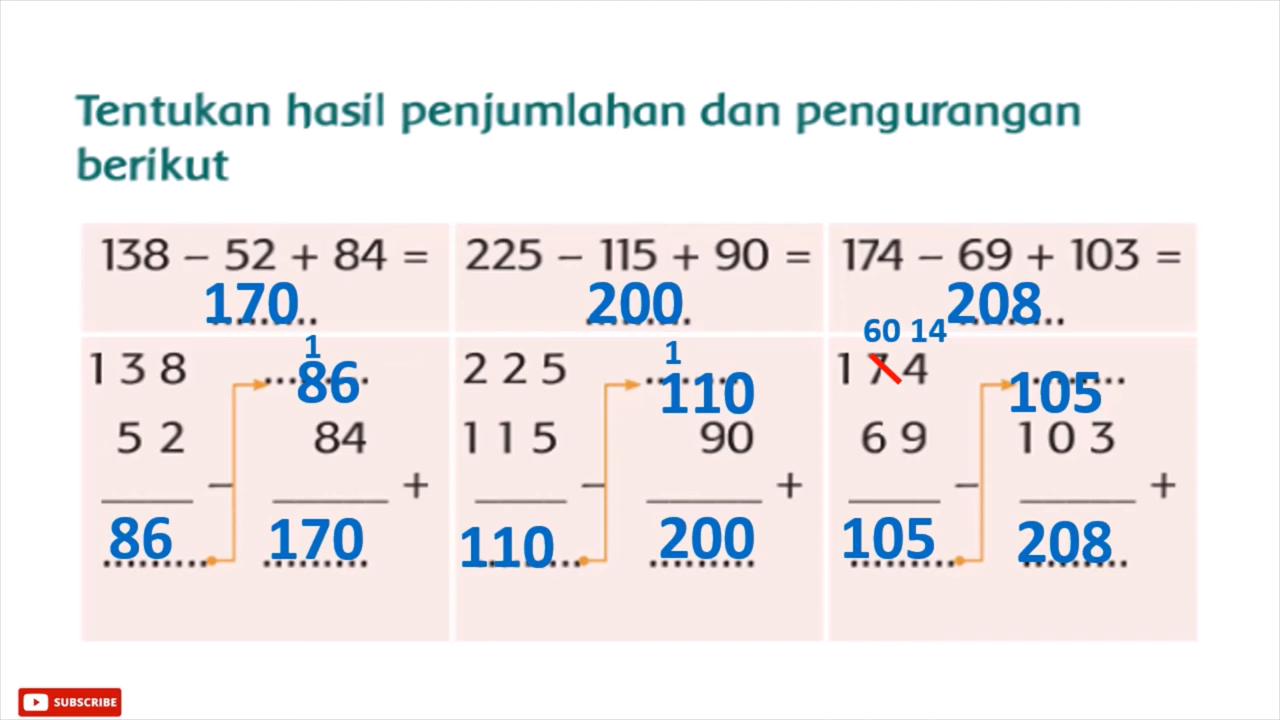 Tentukan hasil penjumlahan dan pengurangan
berikut
138 – 52 + 84 =
170
225 – 115 + 90 =
200
174 – 69 + 103 =
208
1 3 8
5 2
–
86
1
86
84
+
170
2 2 5
1 1 5
–
110
1
110
90
+
200
60 14
1 7 4
6 9
–
105
105
1 0 3
+
208
SUBSCRIBE